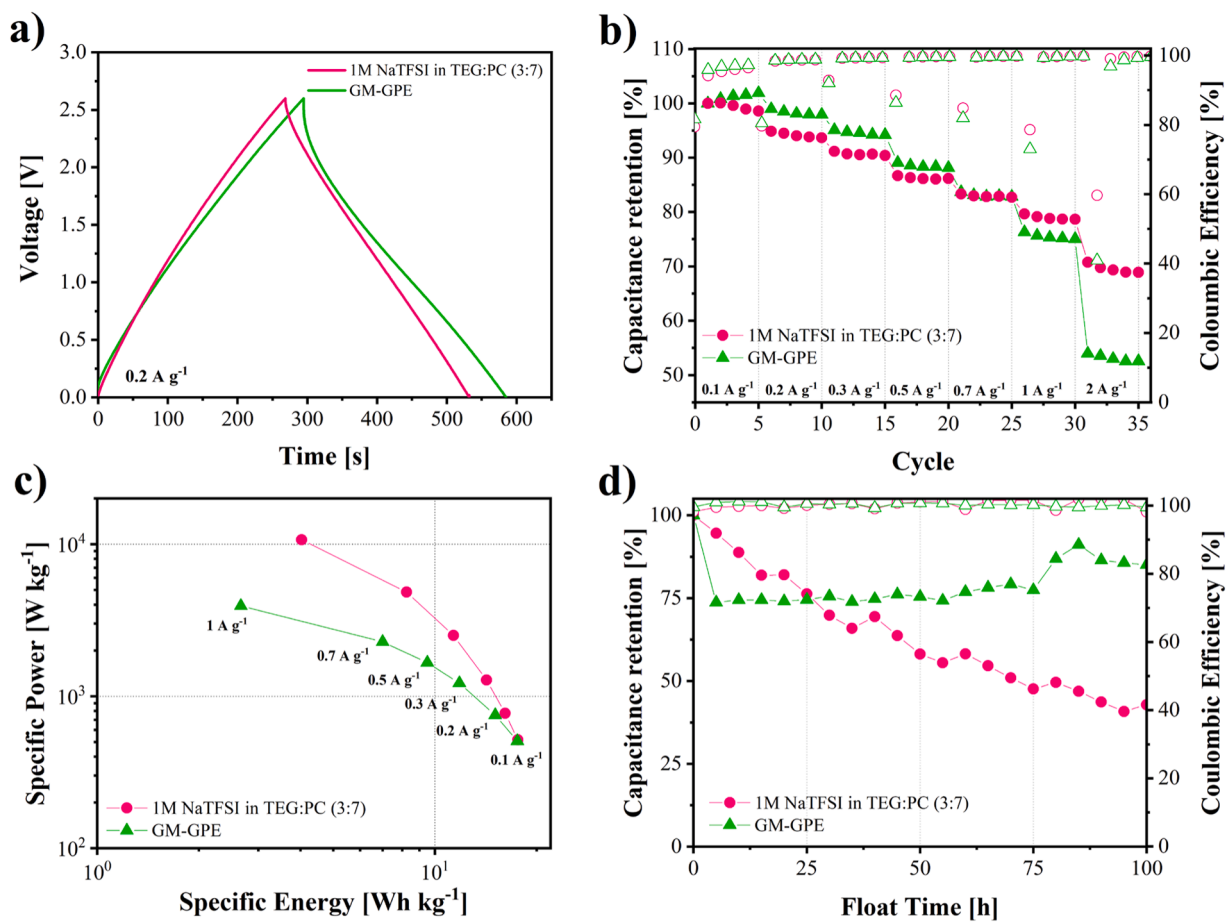 a)
3.0
2.5
2.0
1.5
1.0
0.5
0.0
Voltage [V]
1M NaTFSI in TEG:PC (3:7)
GM-GPE
0.2 A g⁻¹
0 100 200 300 400 500 600
Time [s]
b)
110
100
90
80
70
60
50
Capacitance retention [%]
100
80
60
40
20
0
Coloumbic Efficiency [%]
1M NaTFSI in TEG:PC (3:7)
GM-GPE
0.1 A g⁻¹ 0.2 A g⁻¹ 0.3 A g⁻¹ 0.5 A g⁻¹ 0.7 A g⁻¹ 1 A g⁻¹ 2 A g⁻¹
0 5 10 15 20 25 30 35
Cycle
c)
10⁴
10³
10²
Specific Power [W kg⁻¹]
1 A g⁻¹
0.7 A g⁻¹
0.5 A g⁻¹
0.3 A g⁻¹
0.2 A g⁻¹
0.1 A g⁻¹
1M NaTFSI in TEG:PC (3:7)
GM-GPE
10⁰ 10¹
Specific Energy [Wh kg⁻¹]
d)
100
75
50
25
0
Capacitance retention [%]
100
80
60
40
20
0
Coulombic Efficiency [%]
1M NaTFSI in TEG:PC (3:7)
GM-GPE
0 25 50 75 100
Float Time [h]